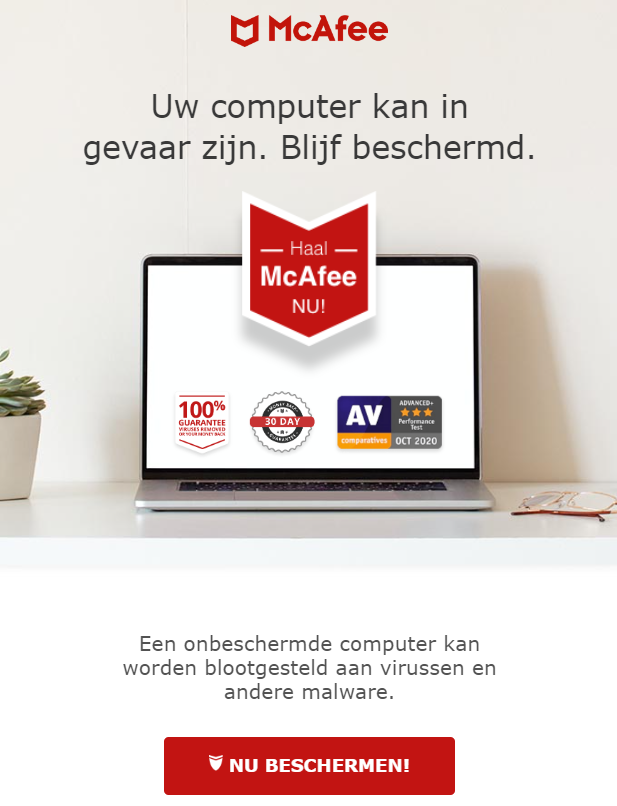 McAfee
Uw computer kan in
gevaar zijn. Blijf beschermd.
Haal
McAfee
NU!
100%
GUARANTEE
VIRUSES REMOVED
OR YOUR MONEY BACK
MONEY BACK
30 DAY
GUARANTEE
AV
comparatives
ADVANCED+
Performance
Test
OCT 2020
Een onbeschermde computer kan
worden blootgesteld aan virussen en
andere malware.
NU BESCHERMEN!